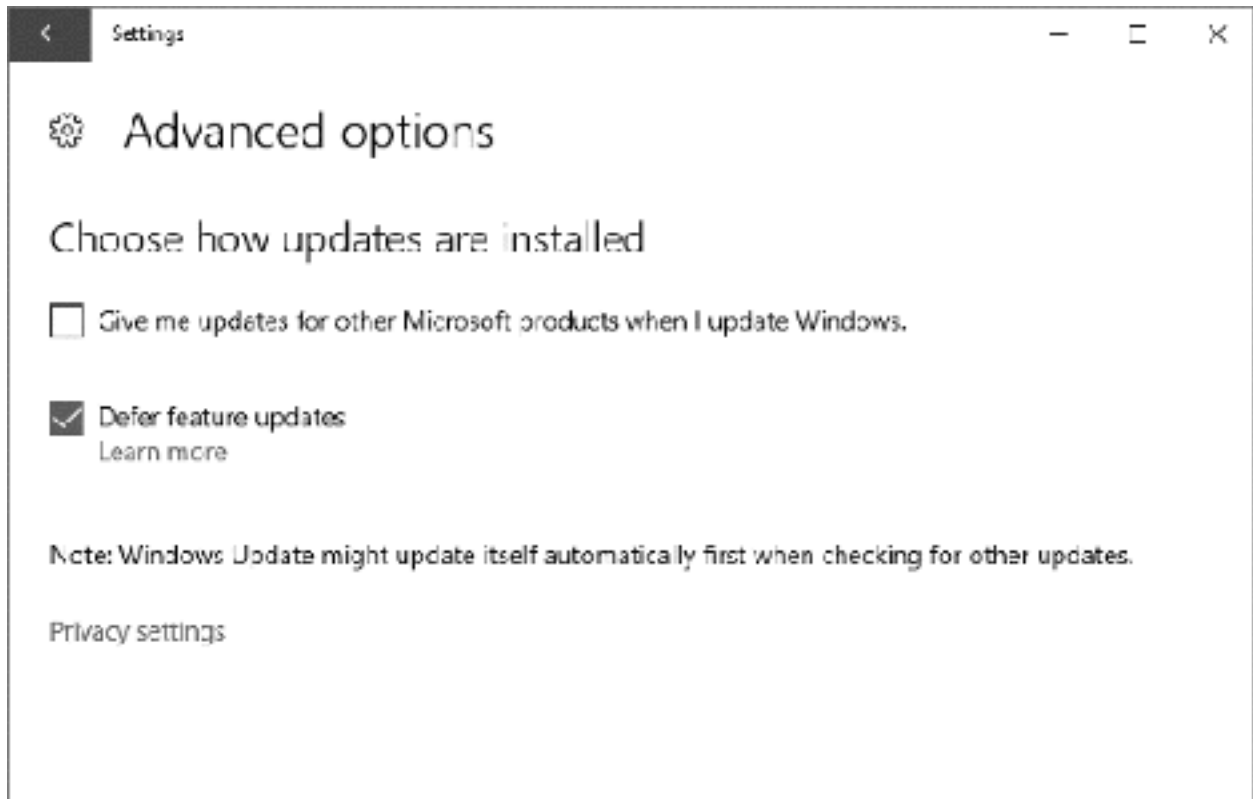 Settings
Advanced options
Choose how updates are installed
Give me updates for other Microsoft products when I update Windows.
Defer feature updates
Learn more
Note: Windows Update might update itself automatically first when checking for other updates.
Privacy settings